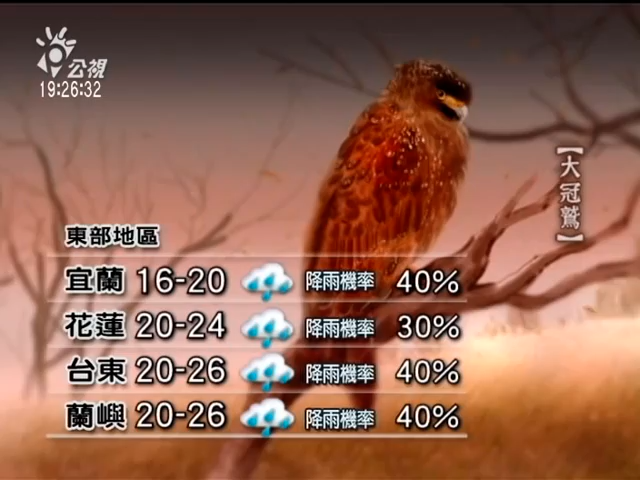 公視
19:26:32
【大冠鷲】
東部地區
宜蘭 16-20 降雨機率 40%
花蓮 20-24 降雨機率 30%
台東 20-26 降雨機率 40%
蘭嶼 20-26 降雨機率 40%